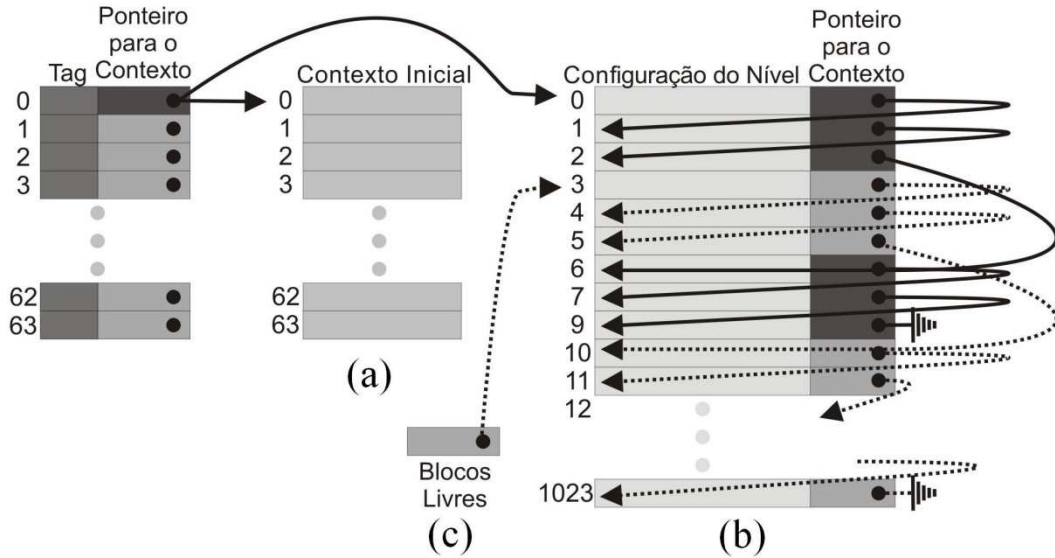 Ponteiro
para o
Tag Contexto
0
1
2
3
62
63
Contexto Inicial
0
1
2
3
62
63
(a)
Blocos
Livres
(c)
Ponteiro
para o
Configuração do Nível Contexto
0
1
2
3
4
5
6
7
9
10
11
12
1023
(b)